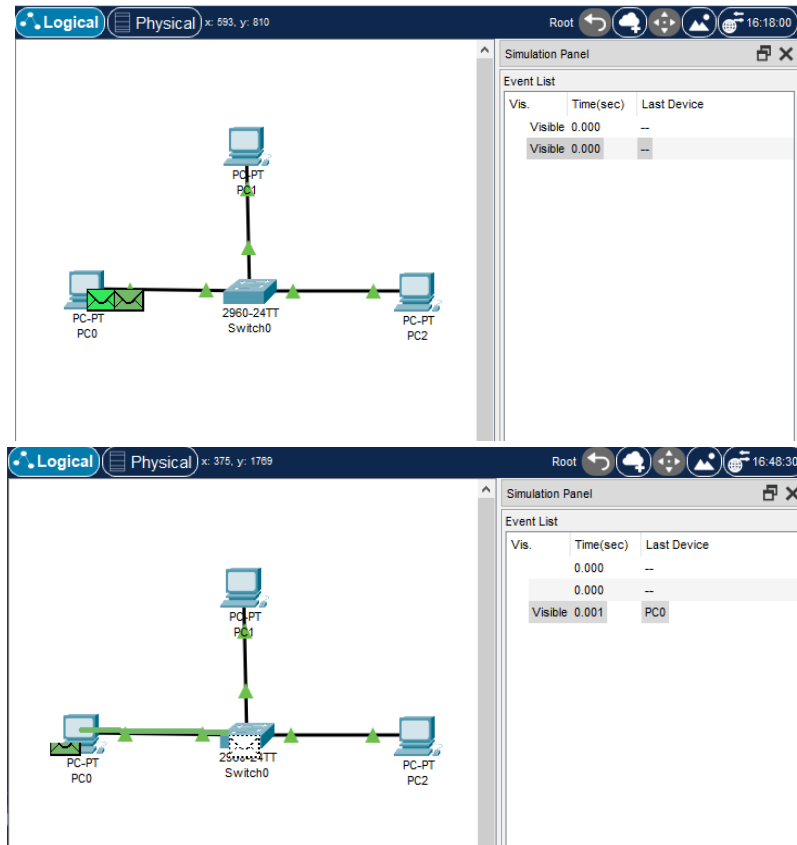 Logical Physical x: 593, y: 810 Root 16:18:00
Simulation Panel
Event List
Vis. Time(sec) Last Device
Visible 0.000 --
Visible 0.000 --
PC-PT
PC1
PC-PT
PC0
2960-24TT
Switch0
PC-PT
PC2
Logical Physical x: 375, y: 1769 Root 16:48:30
Simulation Panel
Event List
Vis. Time(sec) Last Device
0.000 --
0.000 --
Visible 0.001 PC0
PC-PT
PC1
PC-PT
PC0
2960-24TT
Switch0
PC-PT
PC2